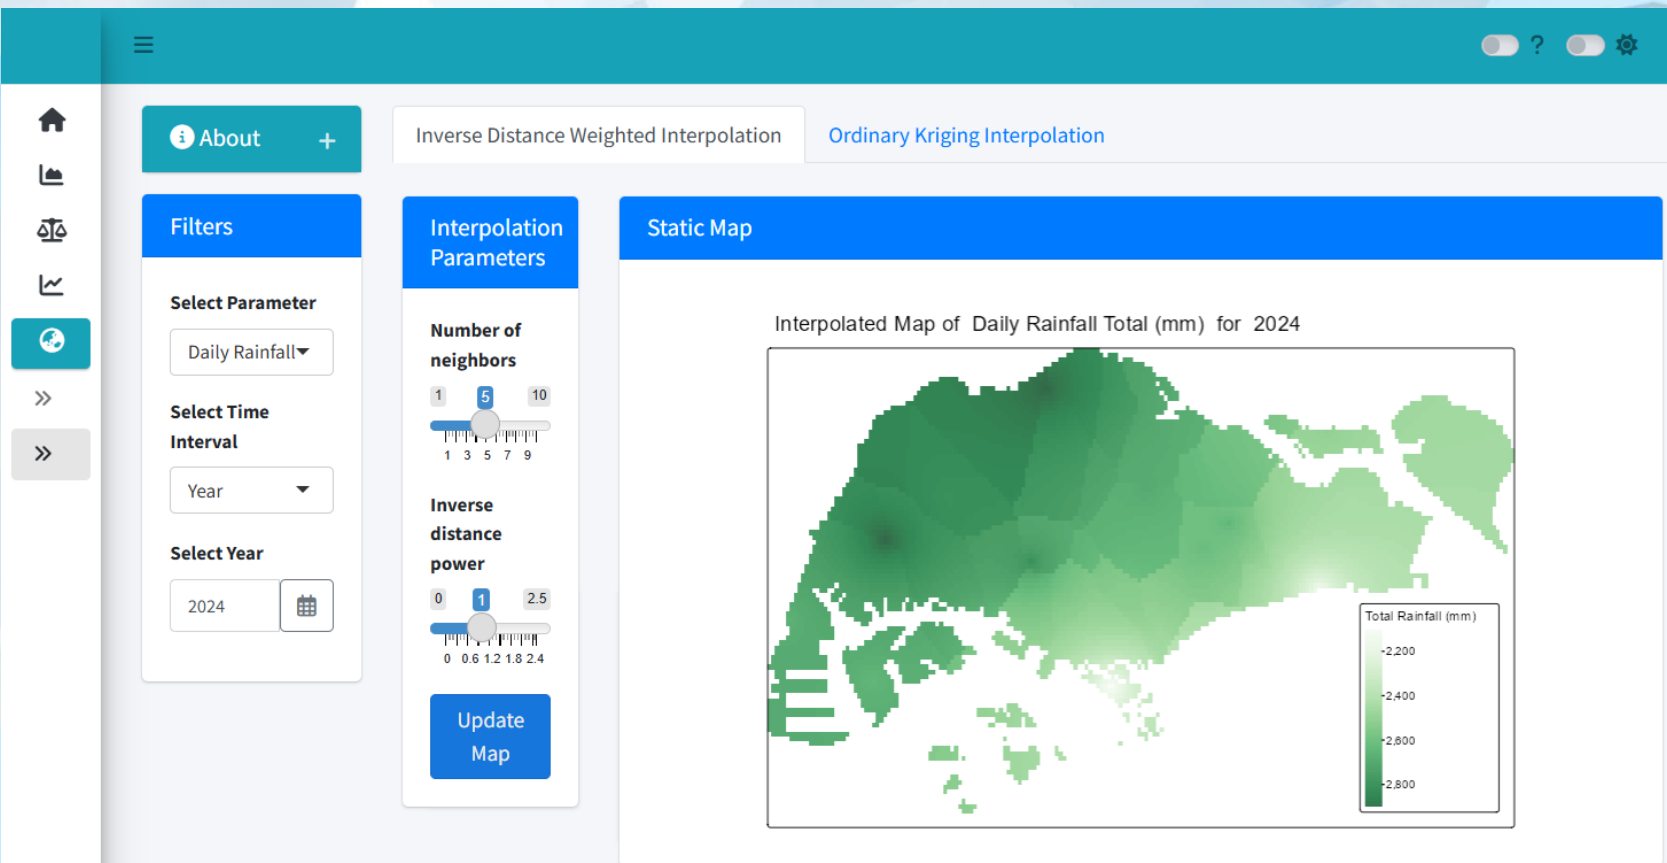 ?
About +
Inverse Distance Weighted Interpolation
Ordinary Kriging Interpolation
Filters
Select Parameter
Daily Rainfall
Select Time
Interval
Year
Select Year
2024
Interpolation
Parameters
Number of
neighbors
1 5 10
1 3 5 7 9
Inverse
distance
power
0 1 2.5
0 0.6 1.2 1.8 2.4
Update
Map
Static Map
Interpolated Map of Daily Rainfall Total (mm) for 2024
Total Rainfall (mm)
2,200
2,400
2,600
2,800